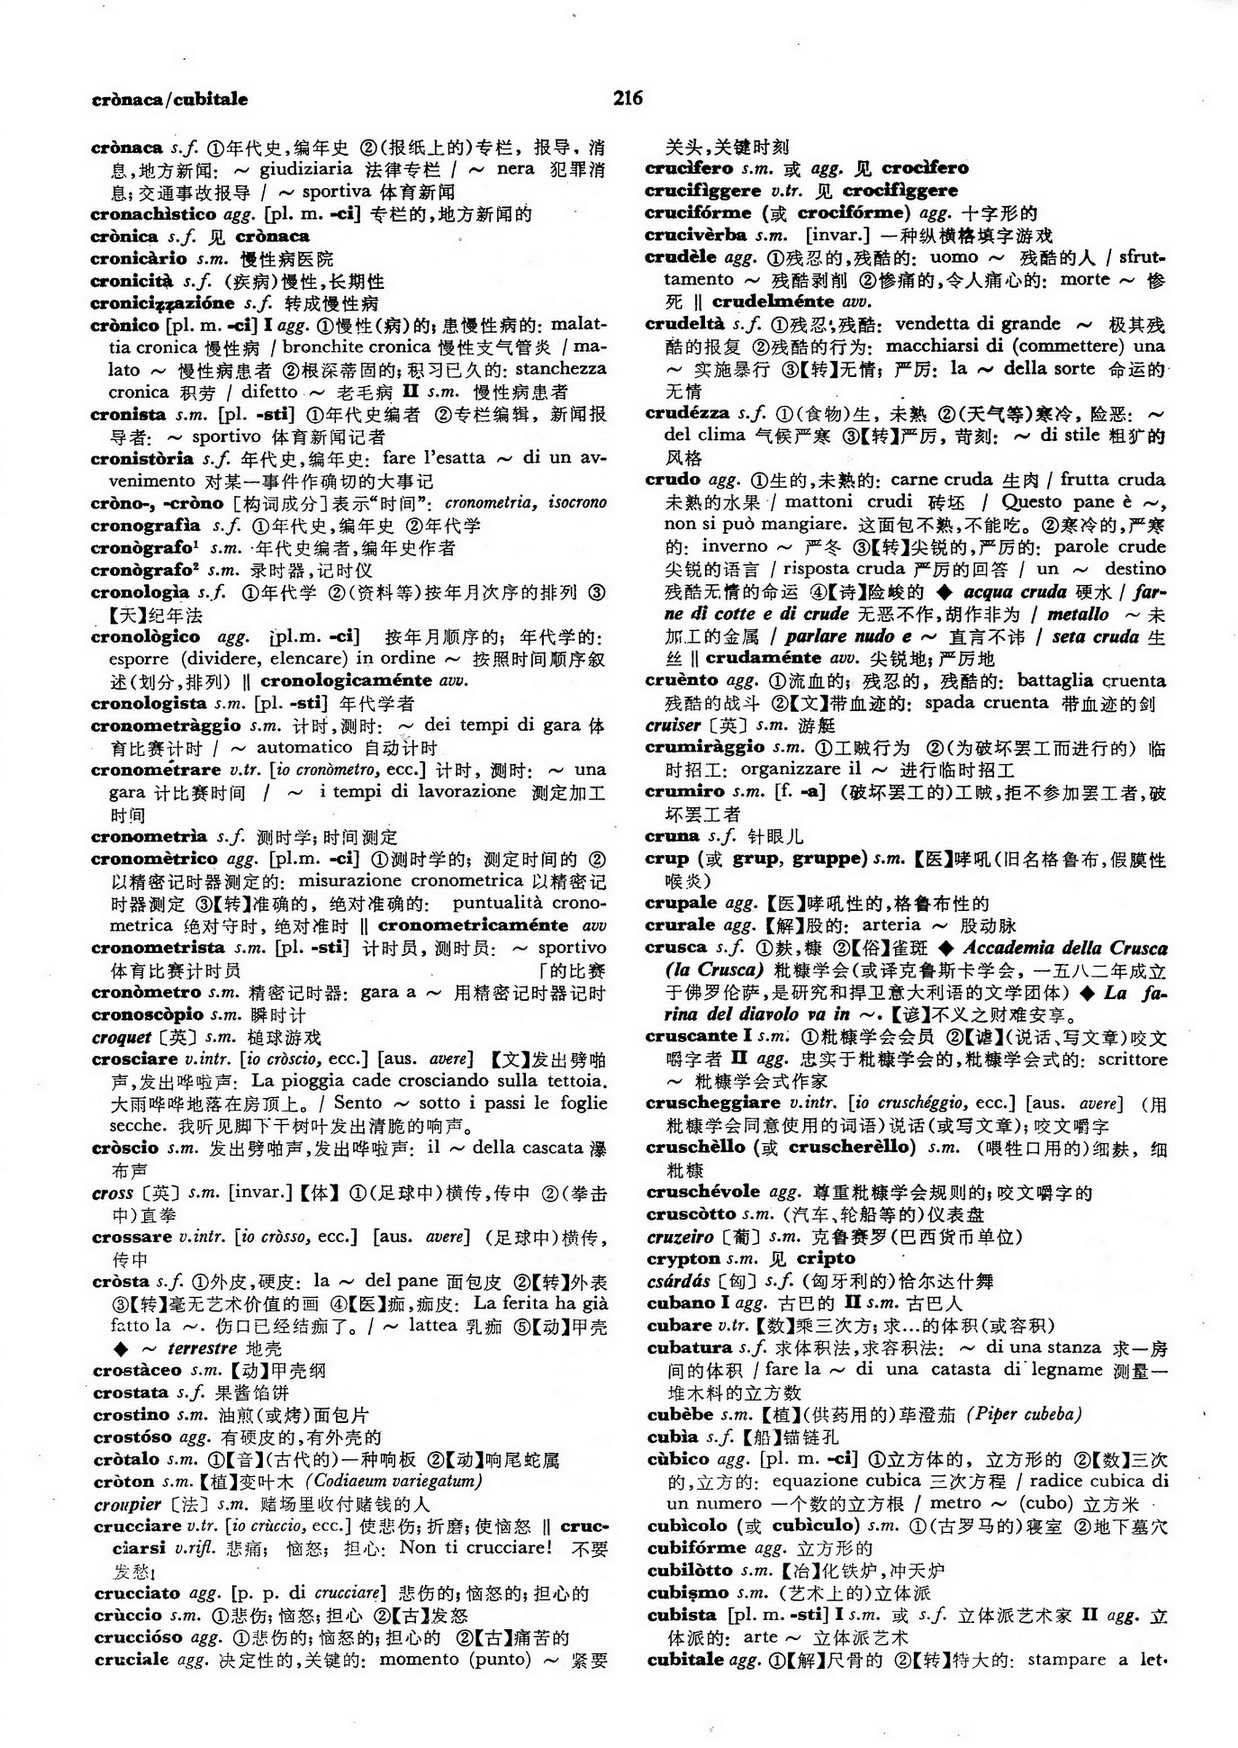 crònaca/cubitale
216
crònaca s.f. ①年代史,编年史 ②(报纸上的)专栏, 报导, 消
息,地方新闻: ～ giudiziaria 法律专栏 / ～ nera 犯罪消
息; 交通事故报导 / ～ sportiva 体育新闻
cronachìstico agg. [pl. m. -ci] 专栏的,地方新闻的
crònica s.f. 见 crònaca
cronicàrio s.m. 慢性病医院
cronicità s.f. (疾病)慢性,长期性
cronicizzazióne s.f. 转成慢性病
crònico [pl. m. -ci] I agg. ①慢性(病)的; 患慢性病的: malat-
tia cronica 慢性病 / bronchite cronica 慢性支气管炎 / ma-
lato ～ 慢性病患者 ②根深蒂固的; 积习已久的: stanchezza
cronica 积劳 / difetto ～ 老毛病 II s.m. 慢性病患者
cronista s.m. [pl. -sti] ①年代史编者 ②专栏编辑, 新闻报
导者: ～ sportivo 体育新闻记者
cronistòria s.f. 年代史,编年史: fare l'esatta ～ di un av-
venimento 对某一事件作确切的大事记
cròno-, -cròno [构词成分]表示“时间”: cronometria, isocrono
cronografìa s.f. ①年代史,编年史 ②年代学
cronògrafo¹ s.m. 年代史编者,编年史作者
cronògrafo² s.m. 录时器,记时仪
cronologìa s.f. ①年代学 ②(资料等)按年月次序的排列 ③
【天】纪年法
cronològico agg. [pl.m. -ci] 按年月顺序的; 年代学的:
esporre (dividere, elencare) in ordine ～ 按照时间顺序叙
述(划分,排列) ‖ cronologicaménte avv.
cronologista s.m. [pl. -sti] 年代学者
cronometràggio s.m. 计时,测时: ～ dei tempi di gara 体
育比赛计时 / ～ automatico 自动计时
cronométrare v.tr. [io cronòmetro, ecc.] 计时, 测时: ～ una
gara 计比赛时间 / ～ i tempi di lavorazione 测定加工
时间
cronometrìa s.f. 测时学; 时间测定
cronomètrico agg. [pl.m. -ci] ①测时学的; 测定时间的 ②
以精密记时器测定的: misurazione cronometrica 以精密记
时器测定 ③【转】准确的, 绝对准确的: puntualità crono-
metrica 绝对守时, 绝对准时 ‖ cronometricaménte avv
cronometrista s.m. [pl. -sti] 计时员, 测时员: ～ sportivo
体育比赛计时员 「的比赛
cronòmetro s.m. 精密记时器: gara a ～ 用精密记时器记时
cronoscòpio s.m. 瞬时计
croquet〔英〕s.m. 槌球游戏
crosciare v.intr. [io cròscio, ecc.] [aus. avere] 【文】发出劈啪
声,发出哗啦声: La pioggia cade crosciando sulla tettoia.
大雨哗哗地落在房顶上。/ Sento ～ sotto i passi le foglie
secche. 我听见脚下干树叶发出清脆的响声。
cròscio s.m. 发出劈啪声,发出哗啦声: il ～ della cascata 瀑
布声
cross〔英〕s.m. [invar.]【体】①(足球中)横传,传中 ②(拳击
中)直拳
crossare v.intr. [io cròsso, ecc.] [aus. avere] (足球中)横传,
传中
cròsta s.f. ①外皮,硬皮: la ～ del pane 面包皮 ②【转】外表
③【转】毫无艺术价值的画 ④【医】痂,痂皮: La ferita ha già
fatto la ～. 伤口已经结痂了。/ ～ lattea 乳痂 ⑤【动】甲壳
◆ ～ terrestre 地壳
crostàceo s.m.【动】甲壳纲
crostata s.f. 果酱馅饼
crostino s.m. 油煎(或烤)面包片
crostóso agg. 有硬皮的,有外壳的
cròtalo s.m. ①【音】(古代的)一种响板 ②【动】响尾蛇属
cròton s.m.【植】变叶木 (Codiaeum variegatum)
croupier〔法〕s.m. 赌场里收付赌钱的人
crucciare v.tr. [io crùccio, ecc.] 使悲伤; 折磨; 使恼怒 ‖ cruc-
ciarsi v.rifl. 悲痛; 恼怒; 担心: Non ti crucciare! 不要
发愁!
crucciato agg. [p. p. di crucciare] 悲伤的; 恼怒的; 担心的
crùccio s.m. ①悲伤; 恼怒; 担心 ②【古】发怒
crucció​so agg. ①悲伤的; 恼怒的; 担心的 ②【古】痛苦的
cruciale agg. 决定性的,关键的: momento (punto) ～ 紧要
关头,关键时刻
crucìfero s.m. 或 agg. 见 crocìfero
crucifìggere v.tr. 见 crocifìggere
crucifórme (或 crocifórme) agg. 十字形的
crucivèrba s.m. [invar.] 一种纵横格填字游戏
crudèle agg. ①残忍的,残酷的: uomo ～ 残酷的人 / sfrut-
tamento ～ 残酷剥削 ②惨痛的,令人痛心的: morte ～ 惨
死 ‖ crudelménte avv.
crudeltà s.f. ①残忍,残酷: vendetta di grande ～ 极其残
酷的报复 ②残酷的行为: macchiarsi di (commettere) una
～ 实施暴行 ③【转】无情; 严厉: la ～ della sorte 命运的
无情
crudézza s.f. ①(食物)生, 未熟 ②(天气等)寒冷, 险恶: ～
del clima 气候严寒 ③【转】严厉, 苛刻: ～ di stile 粗犷的
风格
crudo agg. ①生的,未熟的: carne cruda 生肉 / frutta cruda
未熟的水果 / mattoni crudi 砖坯 / Questo pane è ～,
non si può mangiare. 这面包不熟,不能吃。②寒冷的,严寒
的: inverno ～ 严冬 ③【转】尖锐的,严厉的: parole crude
尖锐的语言 / risposta cruda 严厉的回答 / un ～ destino
残酷无情的命运 ④【诗】险峻的 ◆ acqua cruda 硬水 / far-
ne di cotte e di crude 无恶不作,胡作非为 / metallo ～ 未
加工的金属 / parlare nudo e ～ 直言不讳 / seta cruda 生
丝 ‖ crudaménte avv. 尖锐地; 严厉地
cruènto agg. ①流血的; 残忍的, 残酷的: battaglia cruenta
残酷的战斗 ②【文】带血迹的: spada cruenta 带血迹的剑
cruiser〔英〕s.m. 游艇
crumiràggio s.m. ①工贼行为 ②(为破坏罢工而进行的) 临
时招工: organizzare il ～ 进行临时招工
crumiro s.m. [f. -a] (破坏罢工的)工贼,拒不参加罢工者,破
坏罢工者
cruna s.f. 针眼儿
crup (或 grup, gruppe) s.m.【医】哮吼(旧名格鲁布,假膜性
喉炎)
crupale agg.【医】哮吼性的,格鲁布性的
crurale agg.【解】股的: arteria ～ 股动脉
crusca s.f. ①麸,糠 ②【俗】雀斑 ◆ Accademia della Crusca
(la Crusca) 秕糠学会(或译克鲁斯卡学会, 一五八二年成立
于佛罗伦萨,是研究和捍卫意大利语的文学团体) ◆ La fa-
rina del diavolo va in ～.【谚】不义之财难安享。
cruscante I s.m. ①秕糠学会会员 ②【谑】(说话、写文章)咬文
嚼字者 II agg. 忠实于秕糠学会的,秕糠学会式的: scrittore
～ 秕糠学会式作家
cruscheggiare v.intr. [io cruschéggio, ecc.] [aus. avere] (用
秕糠学会同意使用的词语)说话(或写文章); 咬文嚼字
cruschèllo (或 cruscherèllo) s.m. (喂牲口用的)细麸, 细
秕糠
cruschévole agg. 尊重秕糠学会规则的; 咬文嚼字的
cruscòtto s.m. (汽车、轮船等的)仪表盘
cruzeiro〔葡〕s.m. 克鲁赛罗(巴西货币单位)
crypton s.m. 见 cripto
csárdás〔匈〕s.f. (匈牙利的)恰尔达什舞
cubano I agg. 古巴的 II s.m. 古巴人
cubare v.tr.【数】乘三次方; 求…的体积(或容积)
cubatura s.f. 求体积法,求容积法: ～ di una stanza 求一房
间的体积 / fare la ～ di una catasta di legname 测量一
堆木料的立方数
cubèbe s.m.【植】(供药用的)荜澄茄 (Piper cubeba)
cubìa s.f.【船】锚链孔
cùbico agg. [pl. m. -ci] ①立方体的, 立方形的 ②【数】三次
的,立方的: equazione cubica 三次方程 / radice cubica di
un numero 一个数的立方根 / metro ～ (cubo) 立方米
cubìcolo (或 cubìculo) s.m. ①(古罗马的)寝室 ②地下墓穴
cubifórme agg. 立方形的
cubilòtto s.m.【冶】化铁炉,冲天炉
cubismo s.m. (艺术上的)立体派
cubista [pl. m. -sti] I s.m. 或 s.f. 立体派艺术家 II agg. 立
体派的: arte ～ 立体派艺术
cubitale agg. ①【解】尺骨的 ②【转】特大的: stampare a let-